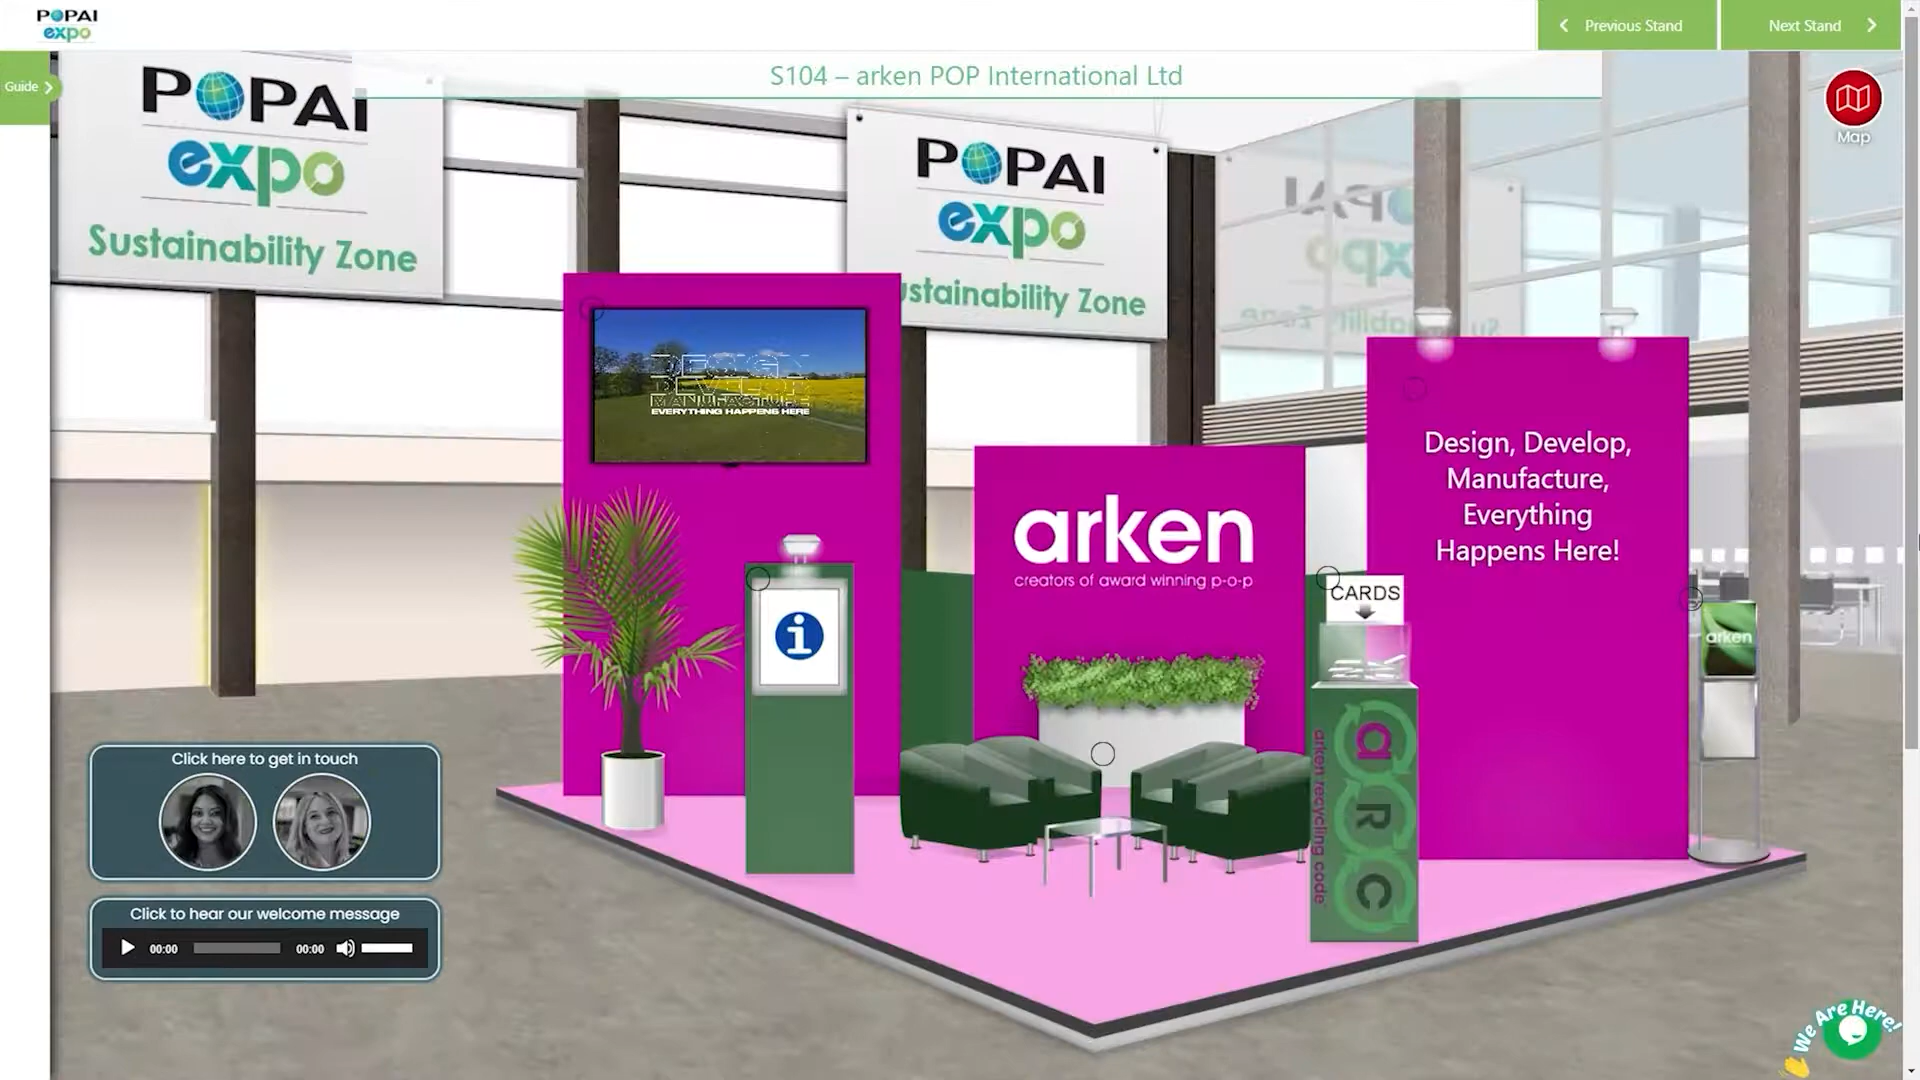 POPAI
expo
Previous Stand
Next Stand
Guide
S104 – arken POP International Ltd
Map
POPAI
expo
Sustainability Zone
POPAI
expo
ustainability Zone
DESIGN
DEVELOP
MANUFACTURE
EVERYTHING HAPPENS HERE
Design, Develop,
Manufacture,
Everything
Happens Here!
arken
creators of award winning p-o-p
i
CARDS
arken
a
R
C
arken recycling code
Click here to get in touch
Click to hear our welcome message
00:00
00:00
We Are Here!